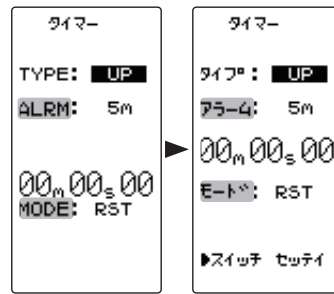 タイマー
TYPE: UP
ALRM: 5m
00m00s00
MODE: RST
タイマー
タイプ: UP
アラーム: 5m
00m00s00
モード: RST
▶スイッチ セッテイ